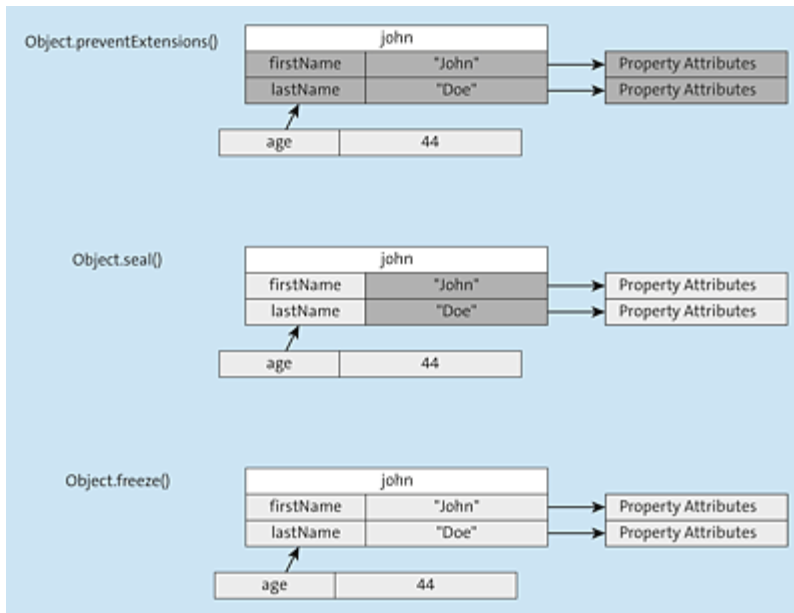 Object.preventExtensions()
john
firstName "John" Property Attributes
lastName "Doe" Property Attributes
age 44
Object.seal()
john
firstName "John" Property Attributes
lastName "Doe" Property Attributes
age 44
Object.freeze()
john
firstName "John" Property Attributes
lastName "Doe" Property Attributes
age 44